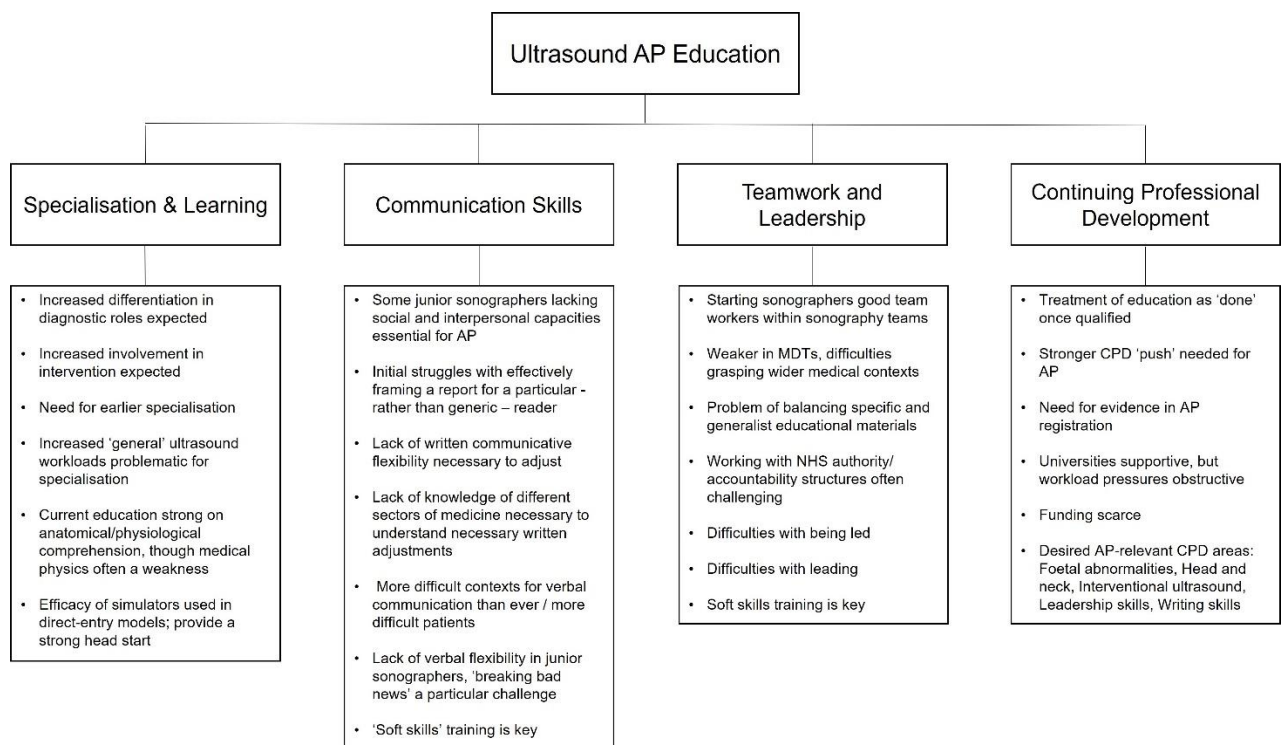 Ultrasound AP Education
Specialisation & Learning
• Increased differentiation in
diagnostic roles expected
• Increased involvement in
intervention expected
• Need for earlier specialisation
• Increased ‘general’ ultrasound
workloads problematic for
specialisation
• Current education strong on
anatomical/physiological
comprehension, though medical
physics often a weakness
• Efficacy of simulators used in
direct-entry models; provide a
strong head start
Communication Skills
• Some junior sonographers lacking
social and interpersonal capacities
essential for AP
• Initial struggles with effectively
framing a report for a particular -
rather than generic – reader
• Lack of written communicative
flexibility necessary to adjust
• Lack of knowledge of different
sectors of medicine necessary to
understand necessary written
adjustments
• More difficult contexts for verbal
communication than ever / more
difficult patients
• Lack of verbal flexibility in junior
sonographers, ‘breaking bad
news’ a particular challenge
• ‘Soft skills’ training is key
Teamwork and
Leadership
• Starting sonographers good team
workers within sonography teams
• Weaker in MDTs, difficulties
grasping wider medical contexts
• Problem of balancing specific and
generalist educational materials
• Working with NHS authority/
accountability structures often
challenging
• Difficulties with being led
• Difficulties with leading
• Soft skills training is key
Continuing Professional
Development
• Treatment of education as ‘done’
once qualified
• Stronger CPD ‘push’ needed for
AP
• Need for evidence in AP
registration
• Universities supportive, but
workload pressures obstructive
• Funding scarce
• Desired AP-relevant CPD areas:
Foetal abnormalities, Head and
neck, Interventional ultrasound,
Leadership skills, Writing skills